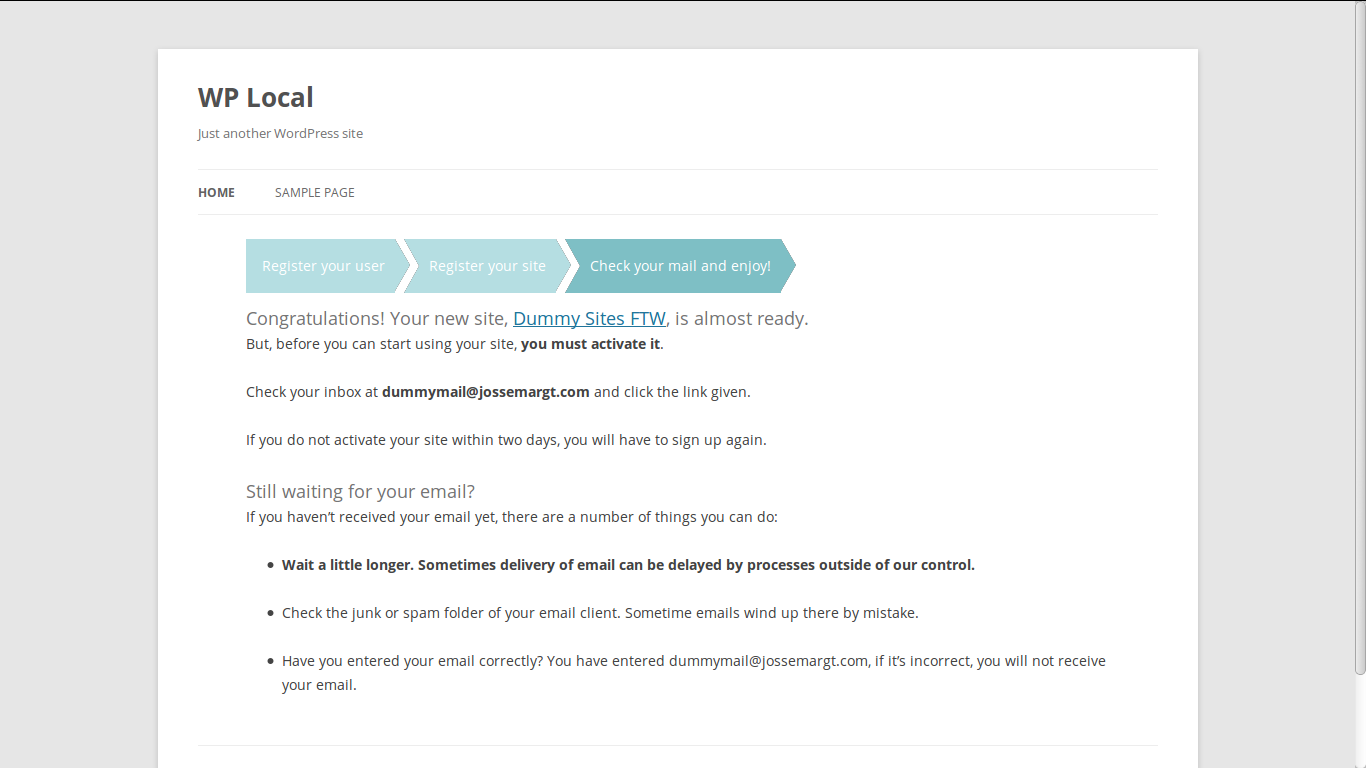 WP Local
Just another WordPress site
HOME SAMPLE PAGE
Register your user Register your site Check your mail and enjoy!
Congratulations! Your new site, Dummy Sites FTW, is almost ready.
But, before you can start using your site, you must activate it.
Check your inbox at dummymail@jossemargt.com and click the link given.
If you do not activate your site within two days, you will have to sign up again.
Still waiting for your email?
If you haven’t received your email yet, there are a number of things you can do:
• Wait a little longer. Sometimes delivery of email can be delayed by processes outside of our control.
• Check the junk or spam folder of your email client. Sometime emails wind up there by mistake.
• Have you entered your email correctly? You have entered dummymail@jossemargt.com, if it’s incorrect, you will not receive
your email.